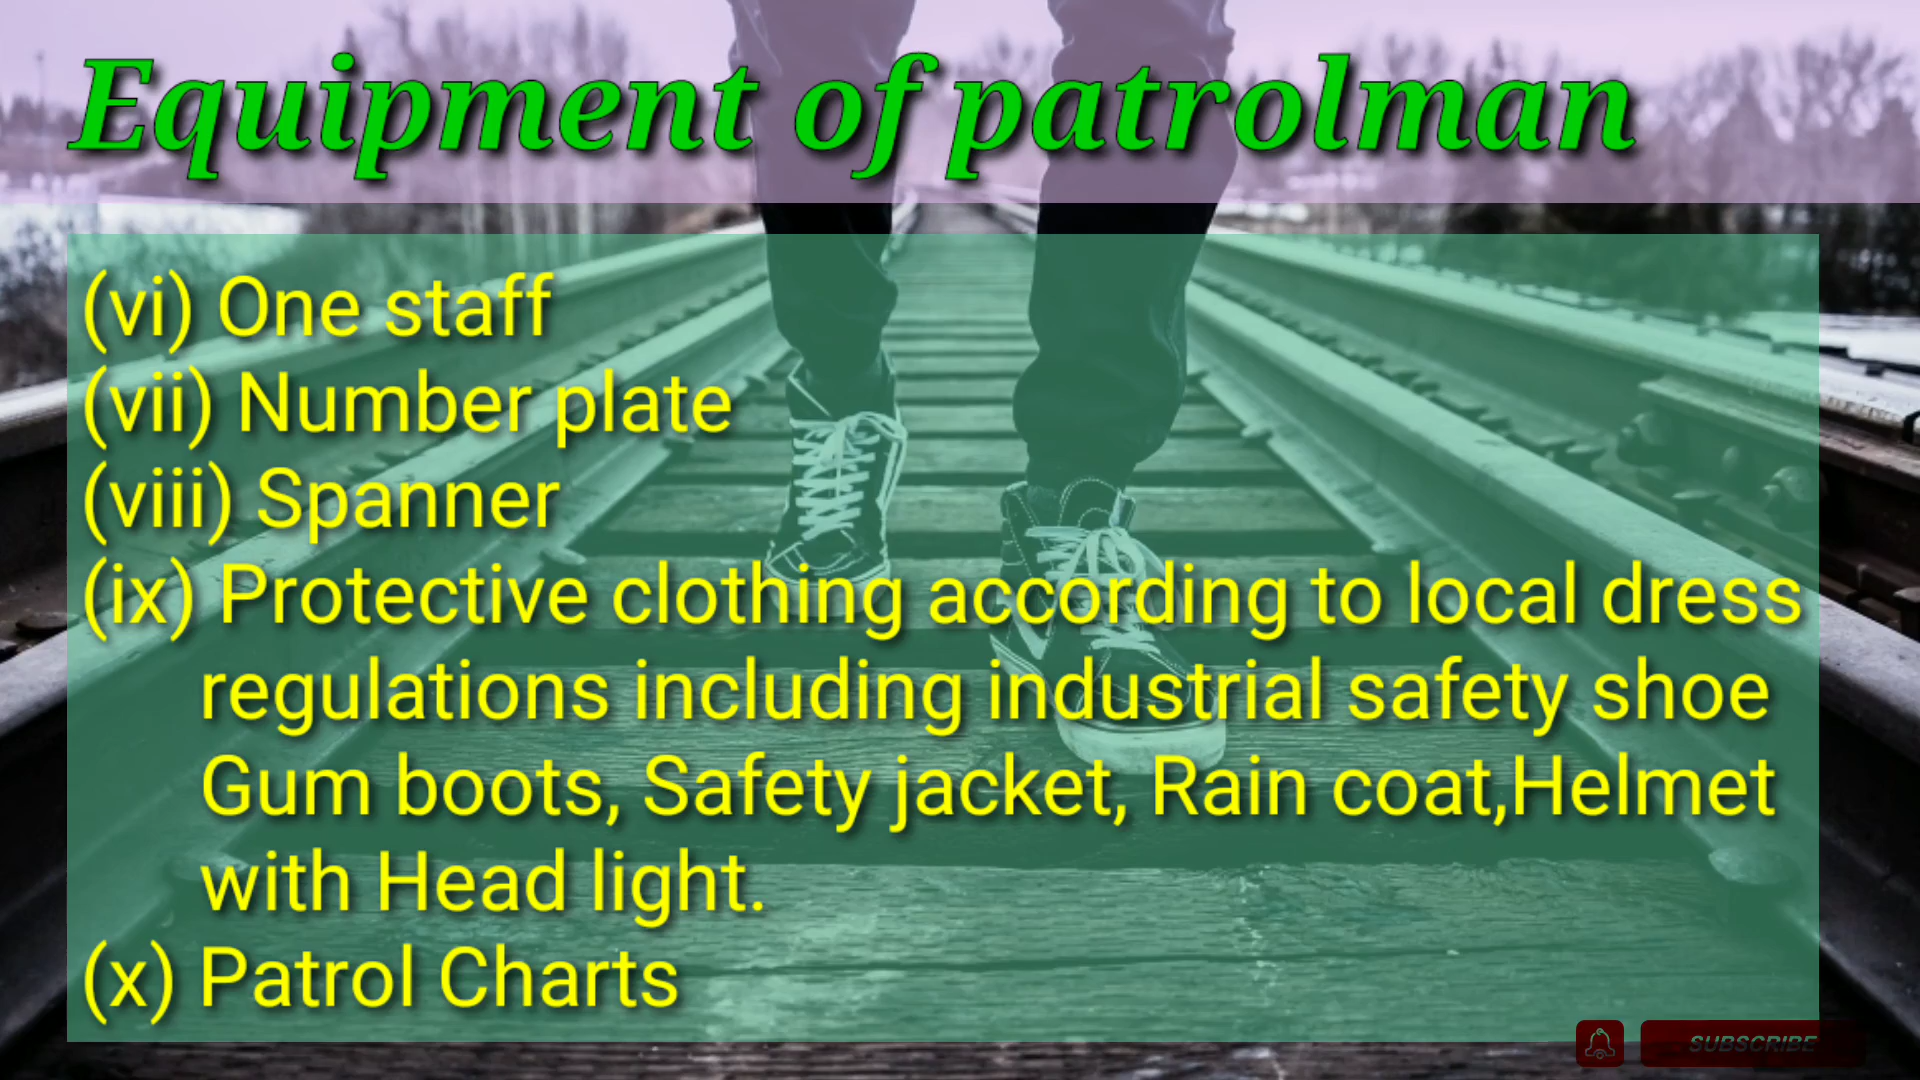 Equipment of patrolman
(vi) One staff
(vii) Number plate
(viii) Spanner
(ix) Protective clothing according to local dress
regulations including industrial safety shoe
Gum boots, Safety jacket, Rain coat,Helmet
with Head light.
(x) Patrol Charts
SUBSCRIBE